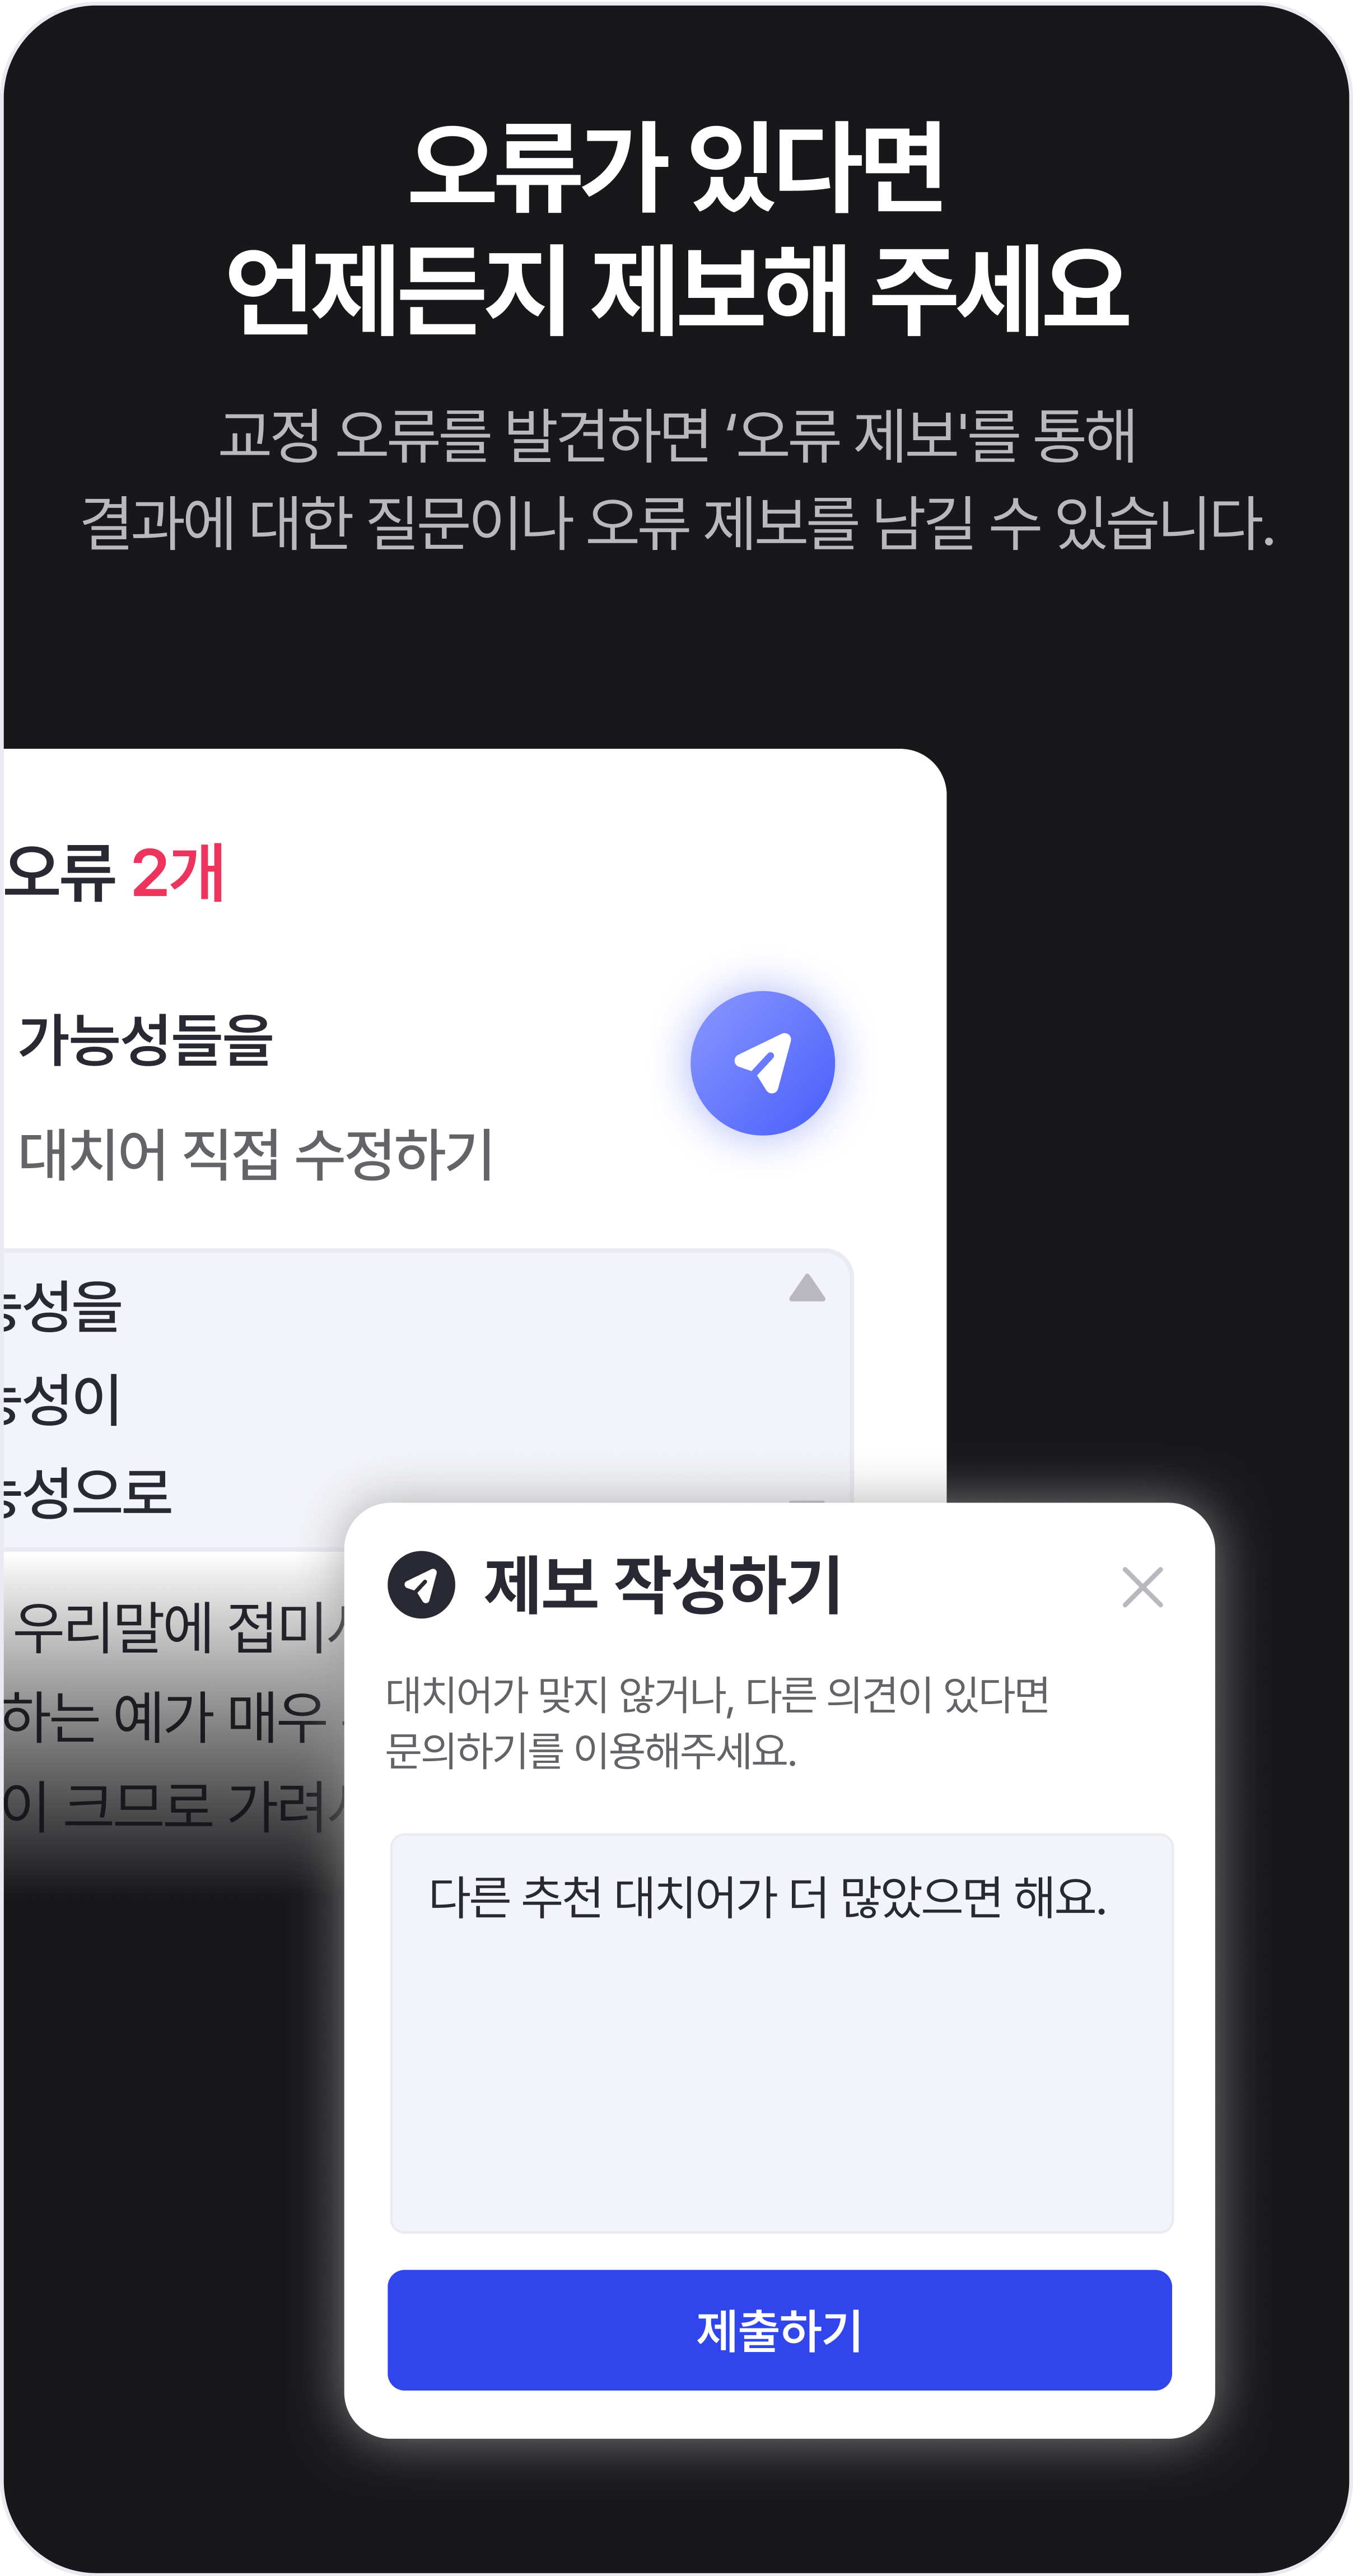 오류가 있다면
언제든지 제보해 주세요
교정 오류를 발견하면 ‘오류 제보'를 통해
결과에 대한 질문이나 오류 제보를 남길 수 있습니다.
오류 2개
가능성들을
대치어 직접 수정하기
성을
성이
성으로
우리말에 접미
하는 예가 매우
이 크므로 가려
제보 작성하기
대치어가 맞지 않거나, 다른 의견이 있다면
문의하기를 이용해주세요.
다른 추천 대치어가 더 많았으면 해요.
제출하기